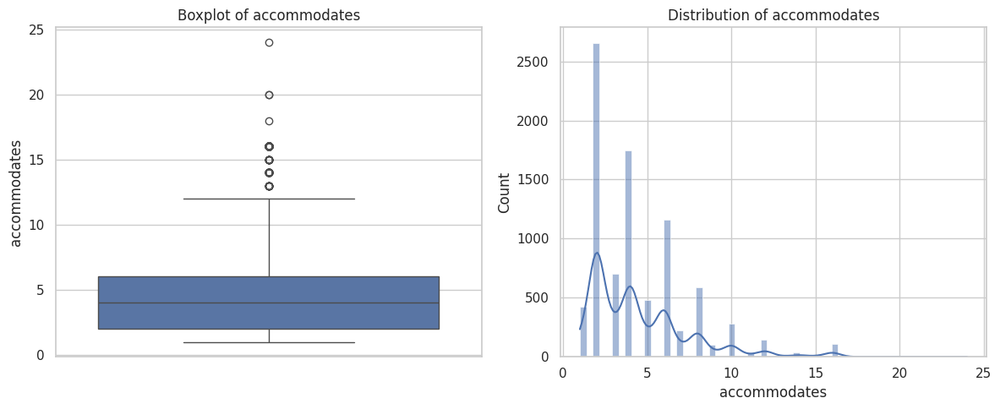 Boxplot of accommodates
25
20
15
10
5
0
accommodates
Distribution of accommodates
2500
2000
1500
1000
500
0
Count
0 5 10 15 20 25
accommodates